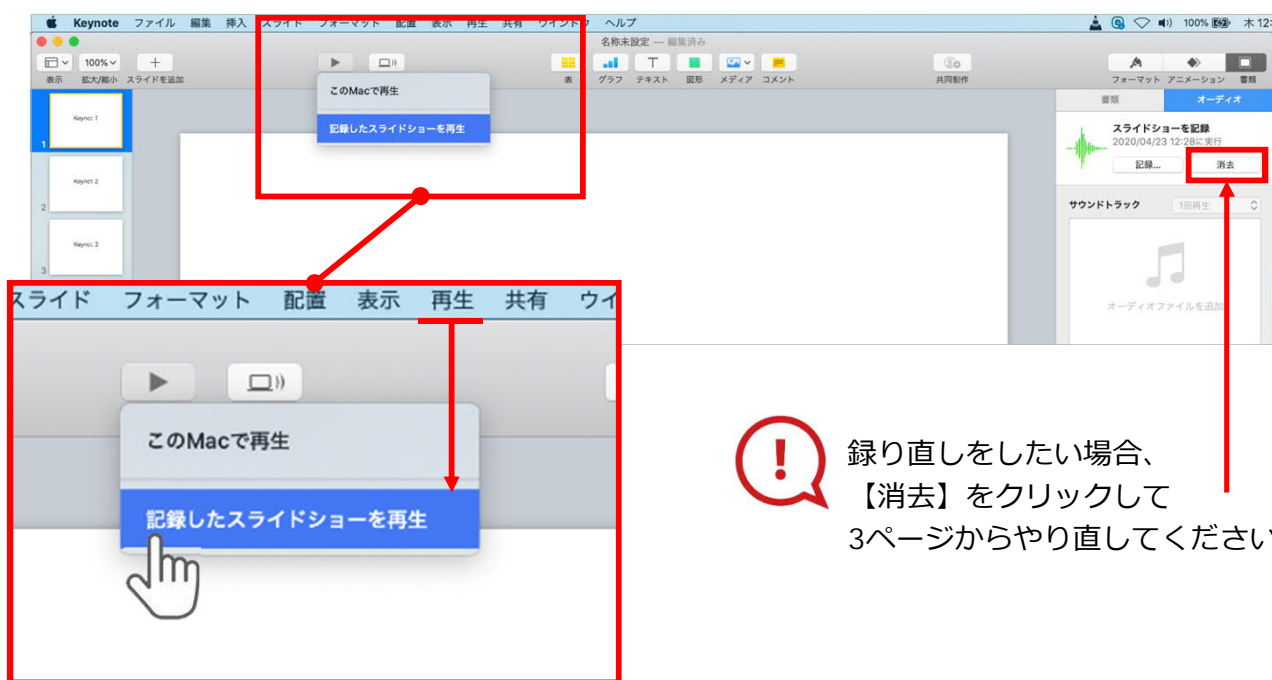 Keynote ファイル 編集 挿入 スライド フォーマット 配置 表示 再生 共有 ウインドウ ヘルプ 100% 木12:
名称未設定 — 編集済み
100%
表示 拡大/縮小 スライドを追加 表 グラフ テキスト 図形 メディア コメント 共同制作 フォーマット アニメーション 書類
このMacで再生
記録したスライドショーを再生
Keynote 1
1
Keynote 2
2
Keynote 3
3
書類 オーディオ
スライドショーを記録
2020/04/23 12:28に実行
記録... 消去
サウンドトラック 1回再生
オーディオファイルを追加
スライド フォーマット 配置 表示 再生 共有 ウイ
このMacで再生
記録したスライドショーを再生
!
録り直しをしたい場合、
【消去】をクリックして
3ページからやり直してください